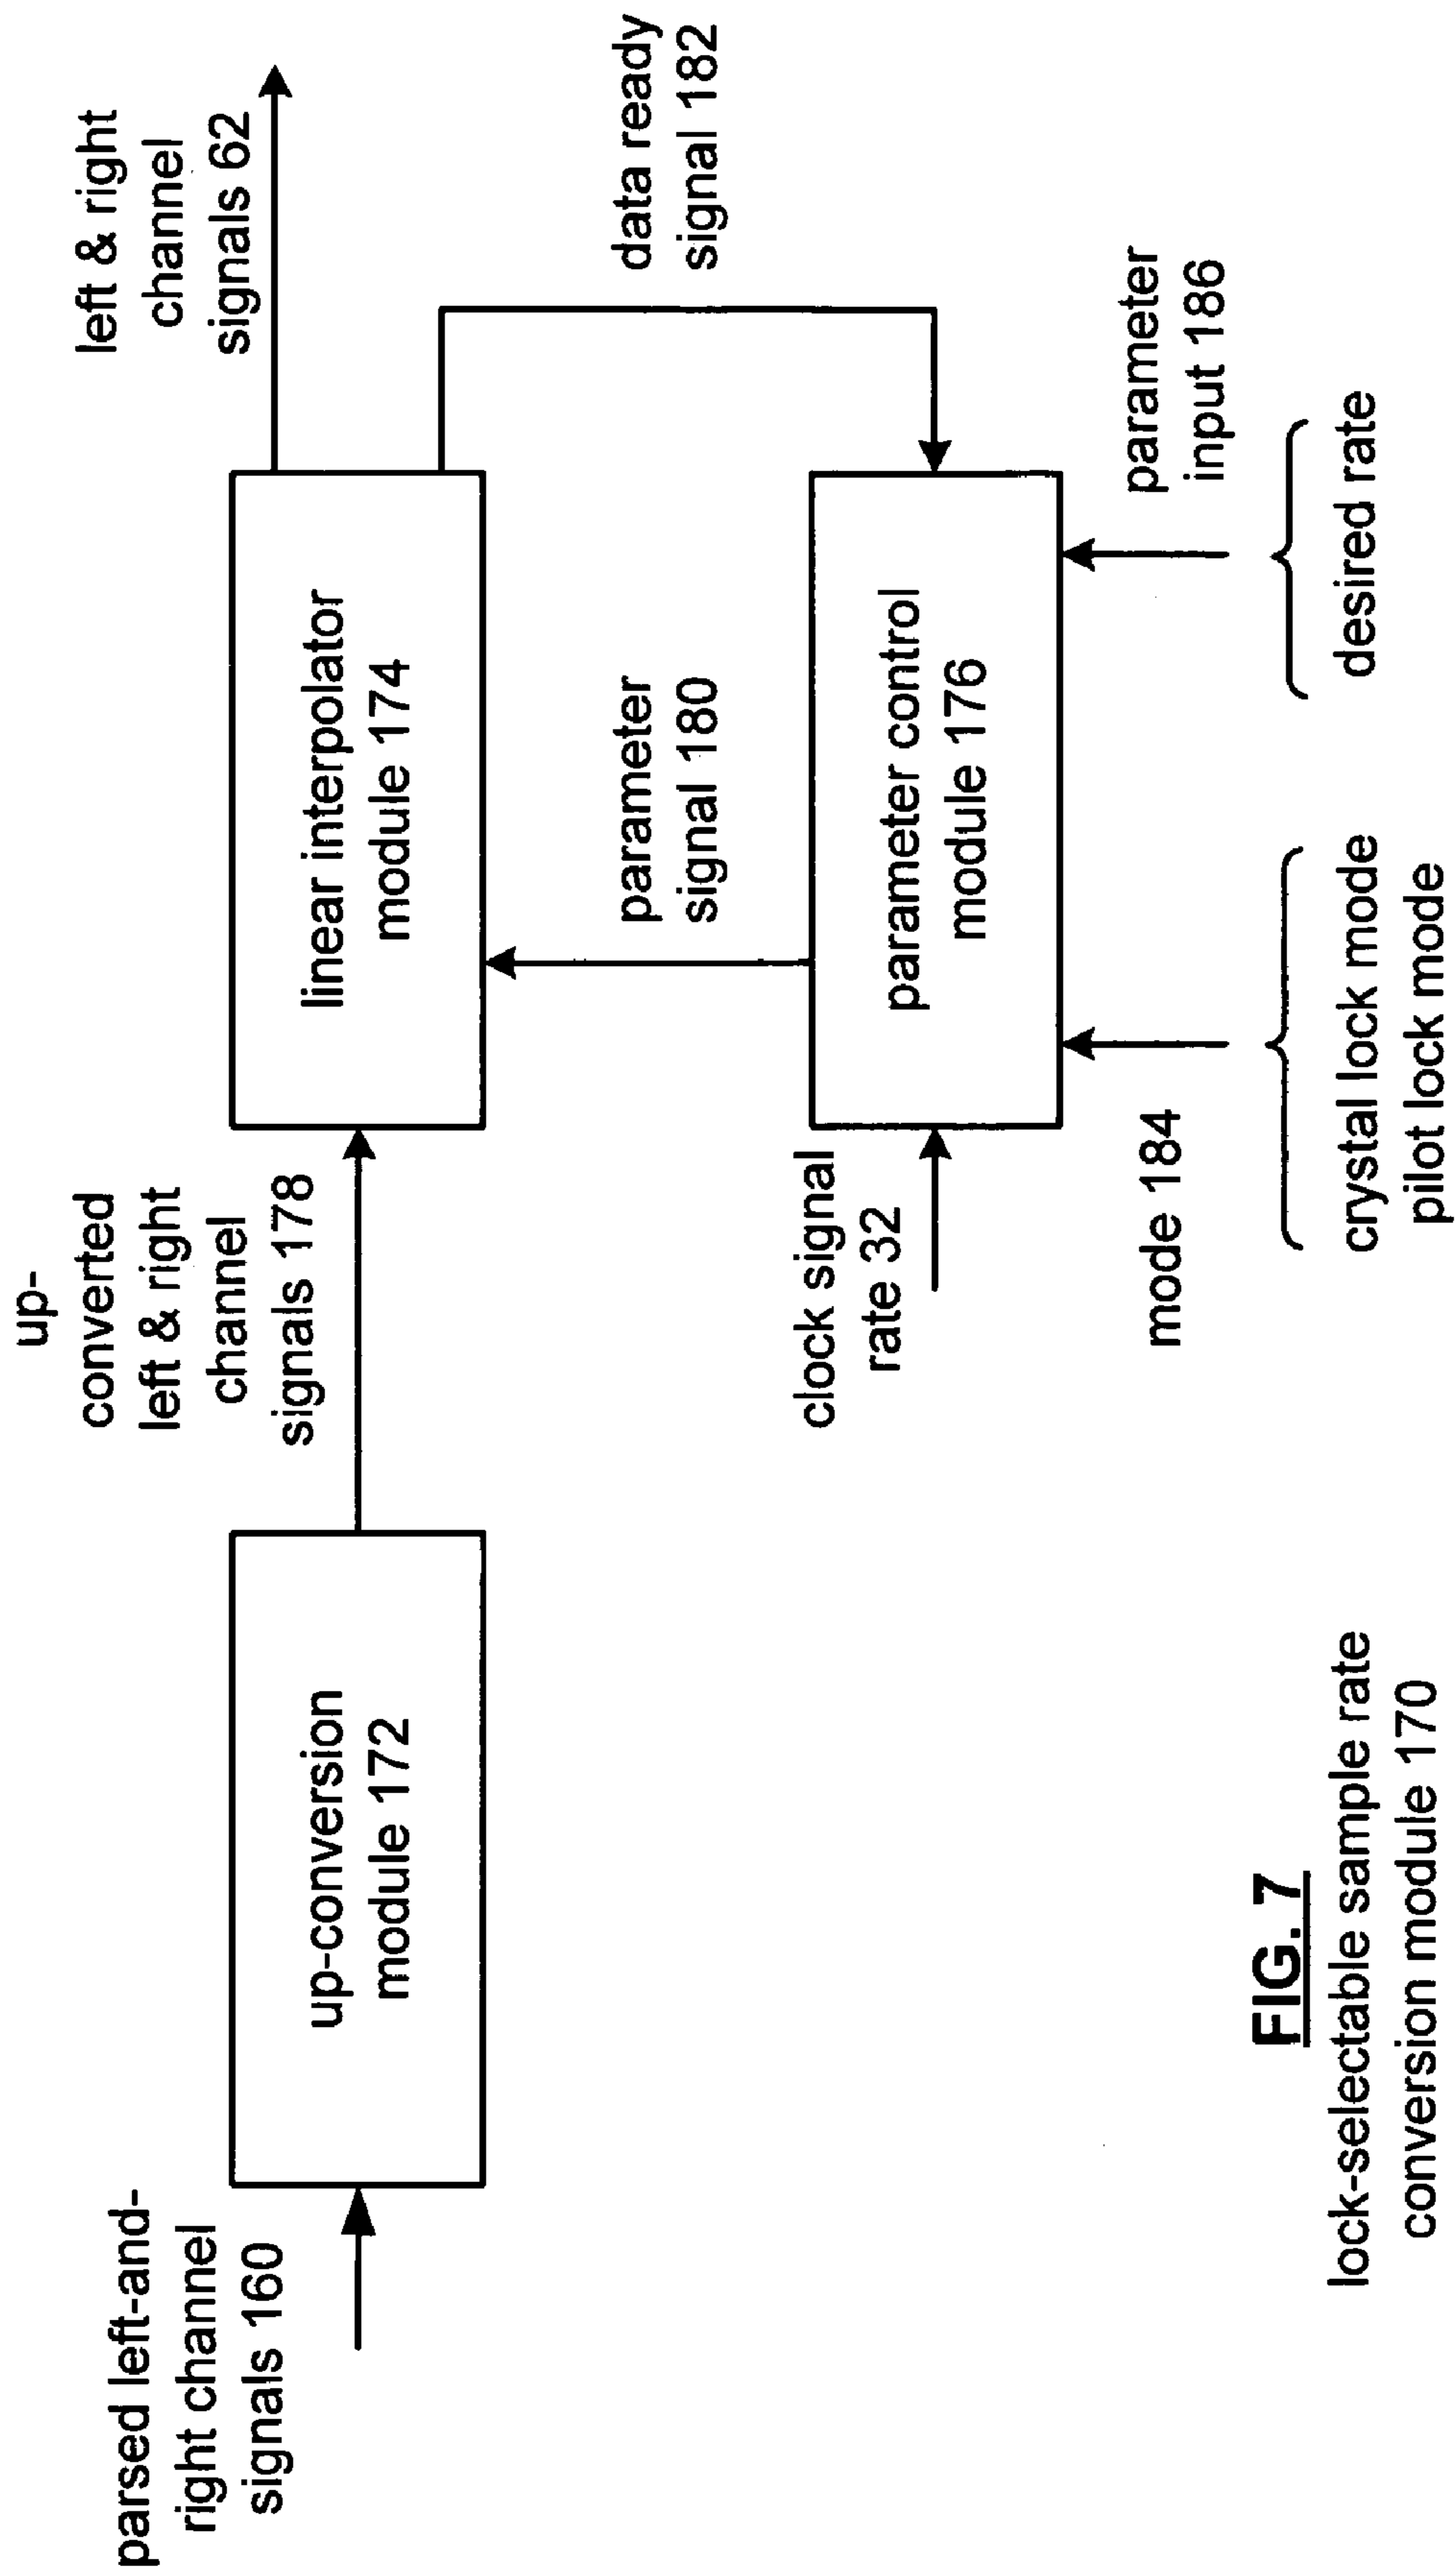 parsed left-and-
right channel
signals 160
up-conversion
module 172
up-
converted
left & right
channel
signals 178
linear interpolator
module 174
left & right
channel
signals 62
parameter
signal 180
data ready
signal 182
clock signal
rate 32
parameter control
module 176
mode 184
parameter
input 186
crystal lock mode
pilot lock mode
desired rate
FIG. 7
lock-selectable sample rate
conversion module 170